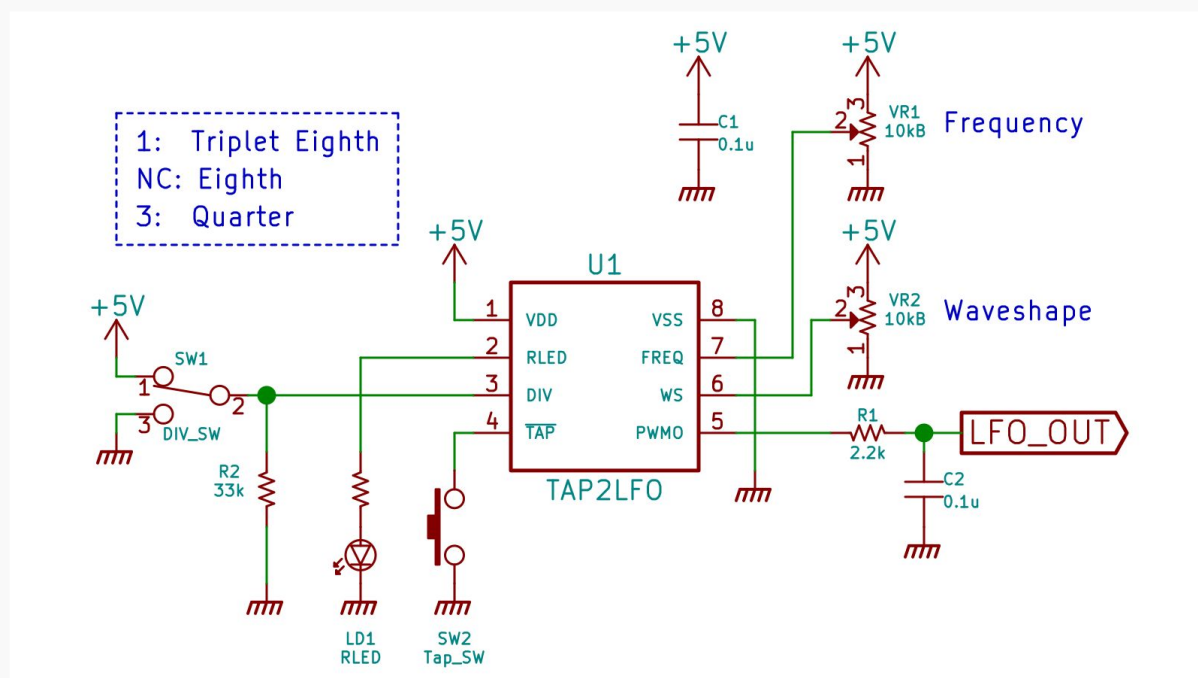 +5V
+5V
C1
0.1u
3
2
1
VR1
10kB
Frequency
1: Triplet Eighth
NC: Eighth
3: Quarter
+5V
+5V
3
2
1
VR2
10kB
Waveshape
U1
1
VDD
2
RLED
3
DIV
4
TAP
VSS
8
FREQ
7
WS
6
PWMO
5
TAP2LFO
+5V
SW1
1
2
3
DIV_SW
R2
33k
LD1
RLED
SW2
Tap_SW
R1
2.2k
LFO_OUT
C2
0.1u